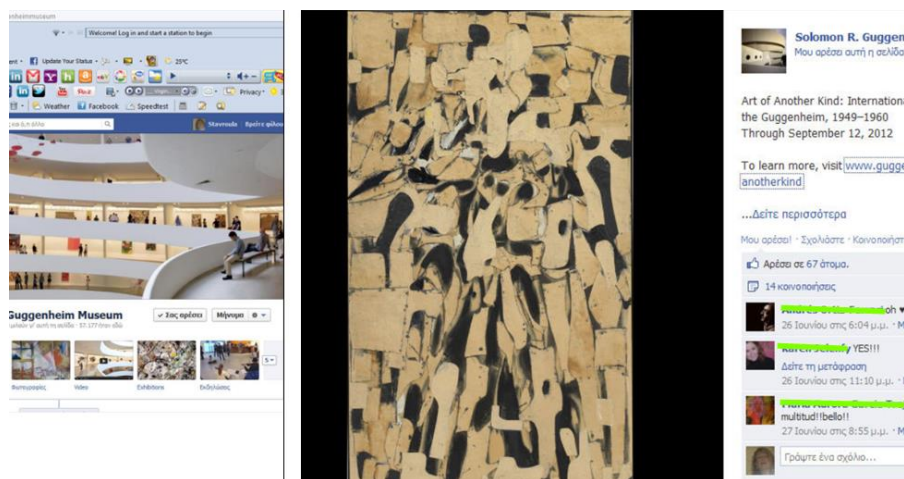 enheimmuseum
Welcome! Log in and start a station to begin
Update Your Status
25°C
Privacy
Weather
Facebook
Speedtest
Stavroula
Βρείτε φίλου
Guggenheim Museum
Σας αρέσει
Μήνυμα
5
Φωτογραφίες
Video
Exhibitions
Εκδηλώσεις
Solomon R. Guggen
Μου αρέσει αυτή η σελίδα
Art of Another Kind: Internationa
the Guggenheim, 1949–1960
Through September 12, 2012
To learn more, visit www.gugge
anotherkind
...Δείτε περισσότερα
Μου αρέσει! · Σχολιάστε · Κοινοποιήστ
Αρέσει σε 67 άτομα.
14 κοινοποιήσεις
oh ♥
26 Ιουνίου στις 6:04 μ.μ. · Μ
YES!!!
Δείτε τη μετάφραση
26 Ιουνίου στις 11:10 μ.μ. ·
multitud!!bello!!
27 Ιουνίου στις 8:55 μ.μ. · Μ
Γράψτε ένα σχόλιο...